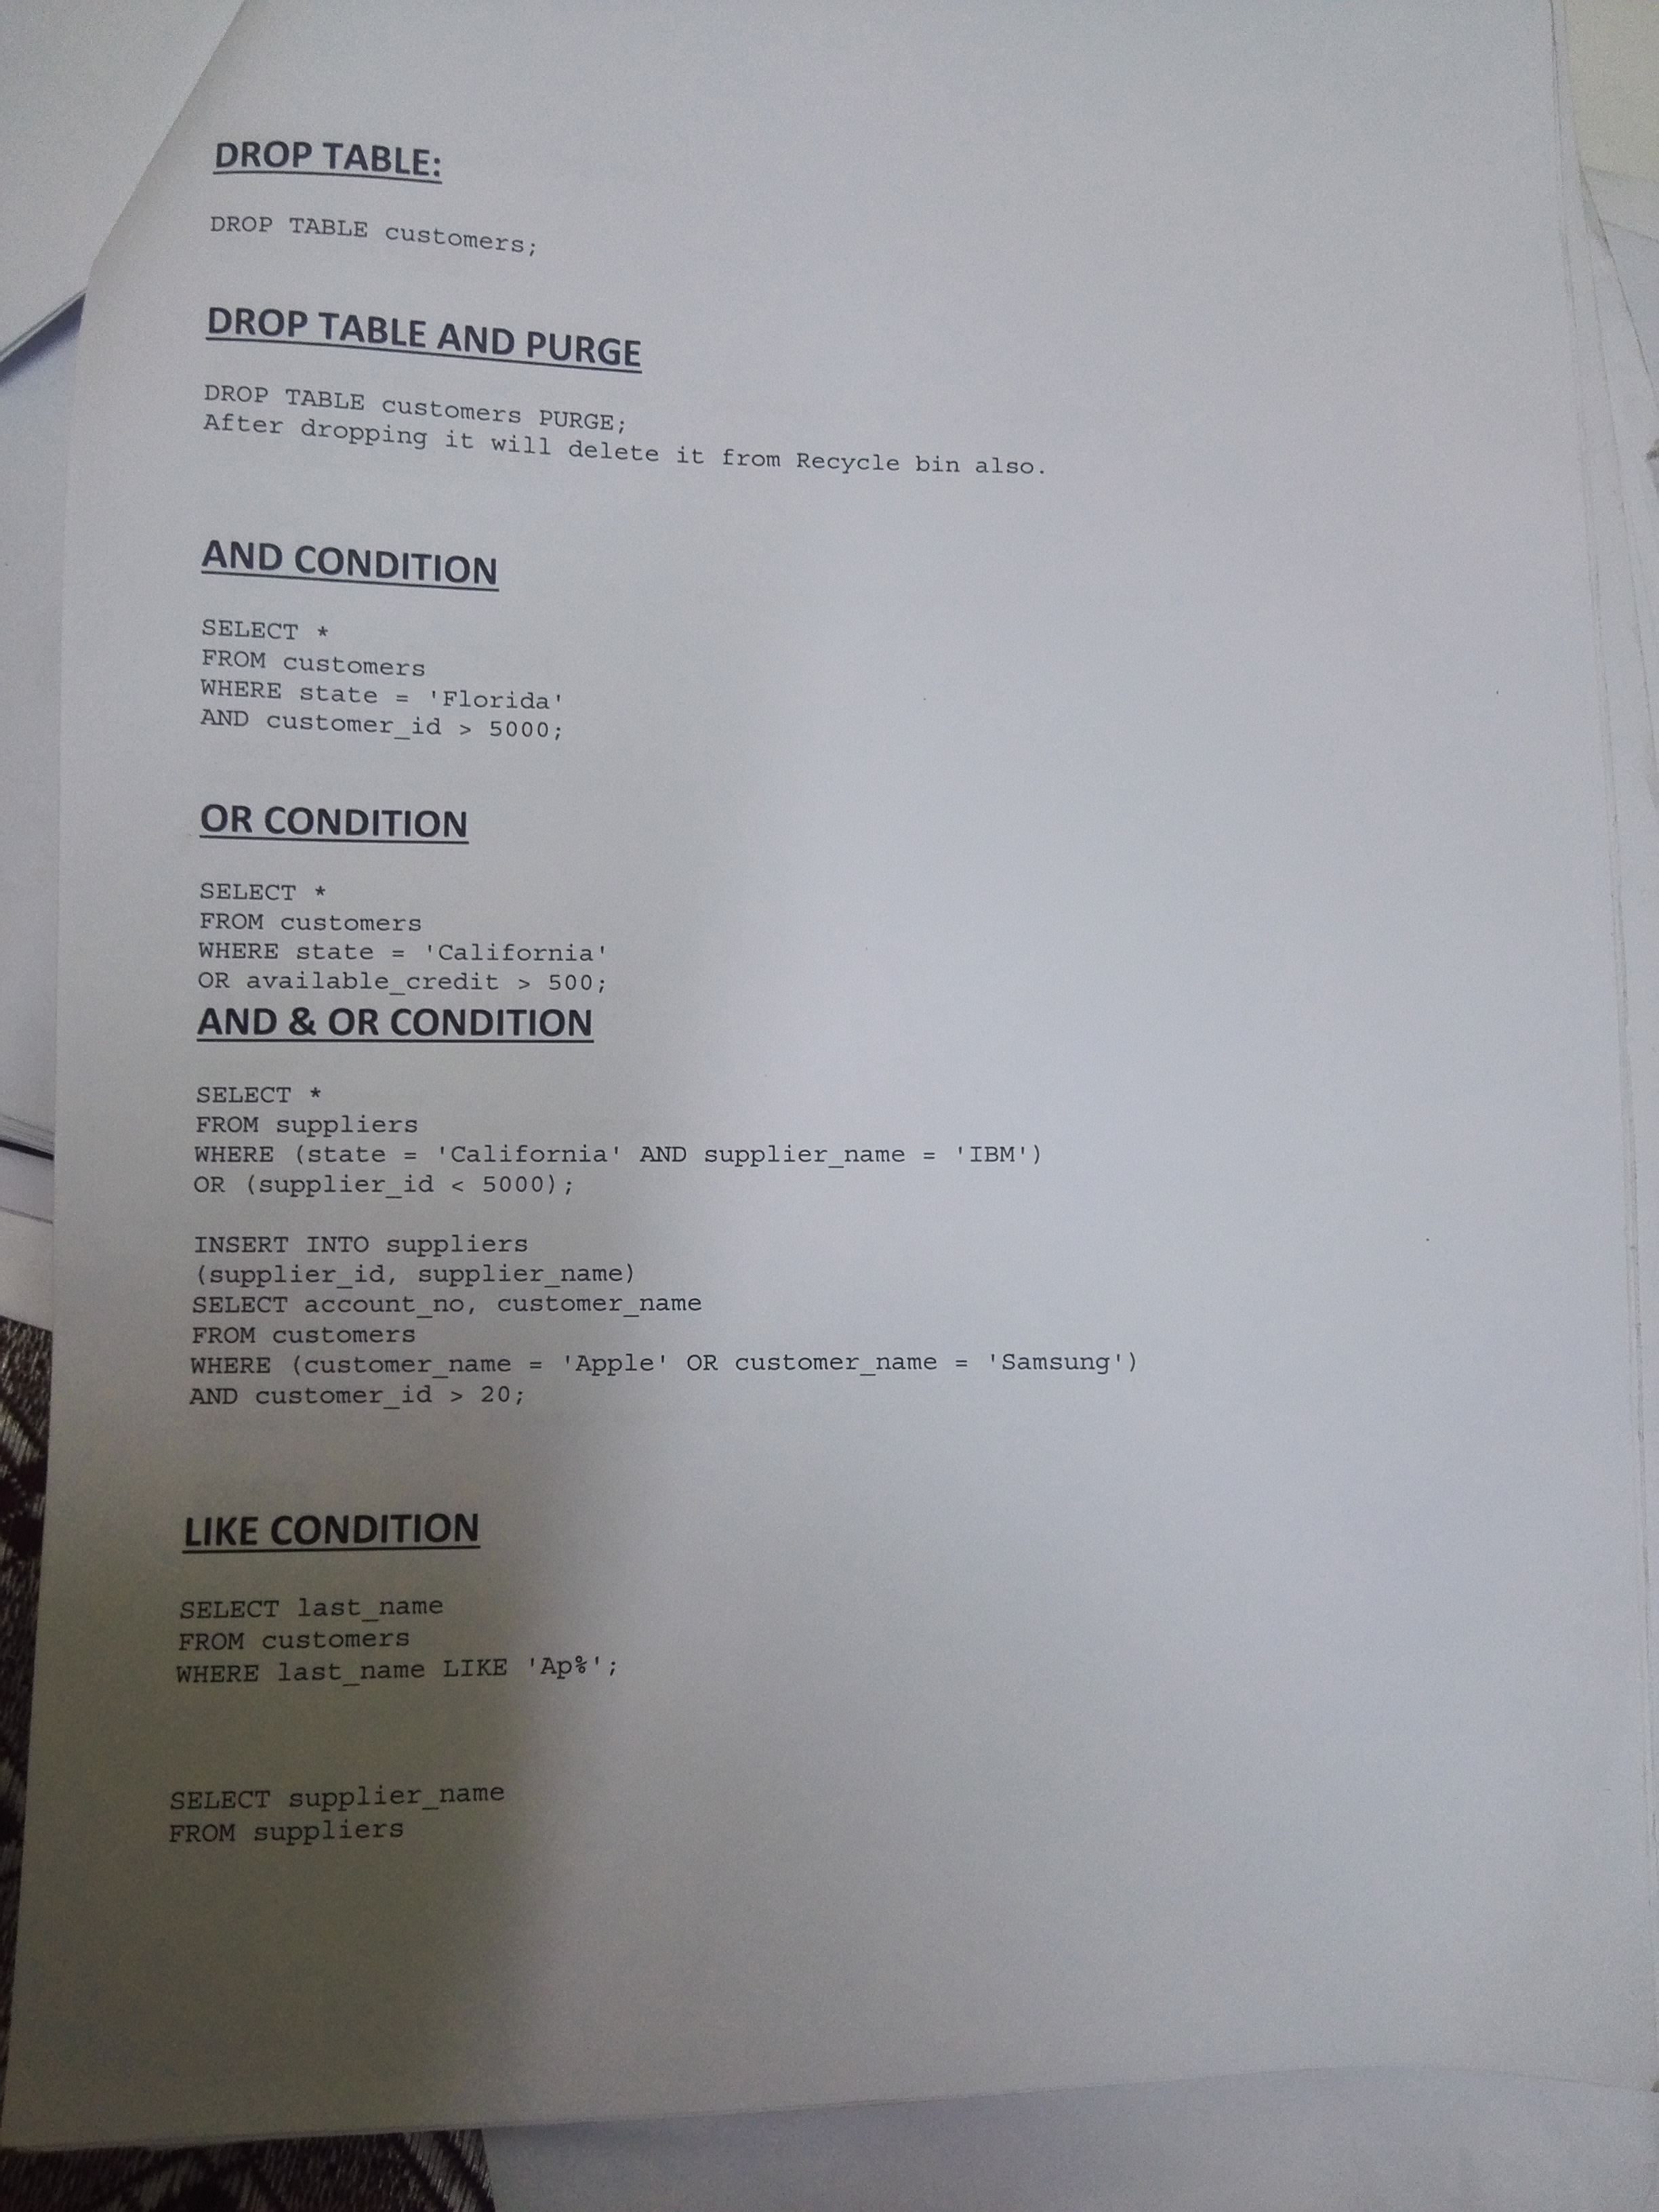 DROP TABLE:
DROP TABLE customers;
DROP TABLE AND PURGE
DROP TABLE customers PURGE;
After dropping it will delete it from Recycle bin also.
AND CONDITION
SELECT *
FROM customers
WHERE state = 'Florida'
AND customer_id > 5000;
OR CONDITION
SELECT *
FROM customers
WHERE state = 'California'
OR available_credit > 500;
AND & OR CONDITION
SELECT *
FROM suppliers
WHERE (state = 'California' AND supplier_name = 'IBM')
OR (supplier_id < 5000);
INSERT INTO suppliers
(supplier_id, supplier_name)
SELECT account_no, customer_name
FROM customers
WHERE (customer_name = 'Apple' OR customer_name = 'Samsung')
AND customer_id > 20;
LIKE CONDITION
SELECT last_name
FROM customers
WHERE last_name LIKE 'Ap%';
SELECT supplier_name
FROM suppliers